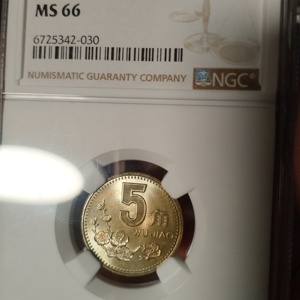 MS 66
6725342-030
NUMISMATIC GUARANTY COMPANY
NGC
5 角
WU JIAO